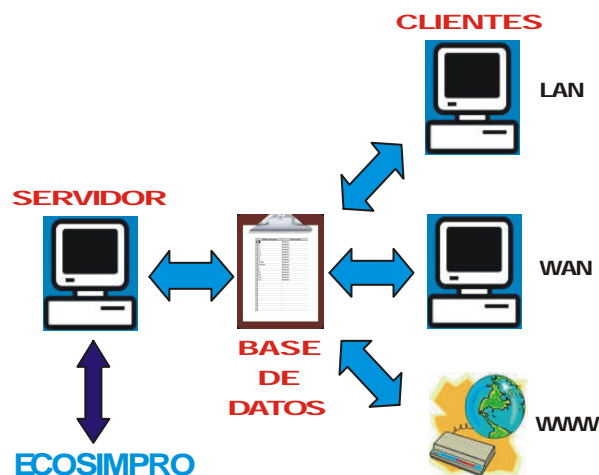 CLIENTES
LAN
SERVIDOR
WAN
BASE
DE
DATOS
WWW
ECOSIMPRO